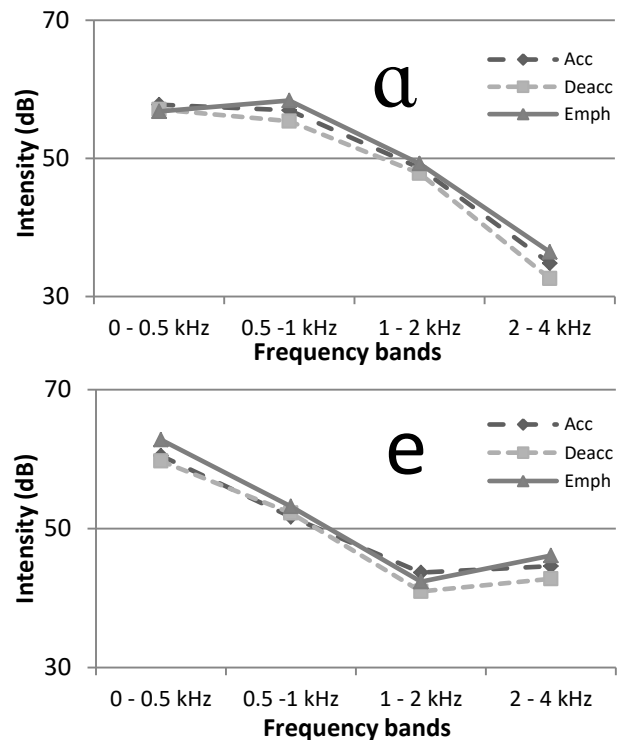 70
50
30
Intensity (dB)
ɑ
Acc
Deacc
Emph
0 - 0.5 kHz 0.5 -1 kHz 1 - 2 kHz 2 - 4 kHz
Frequency bands
70
50
30
Intensity (dB)
e
Acc
Deacc
Emph
0 - 0.5 kHz 0.5 -1 kHz 1 - 2 kHz 2 - 4 kHz
Frequency bands